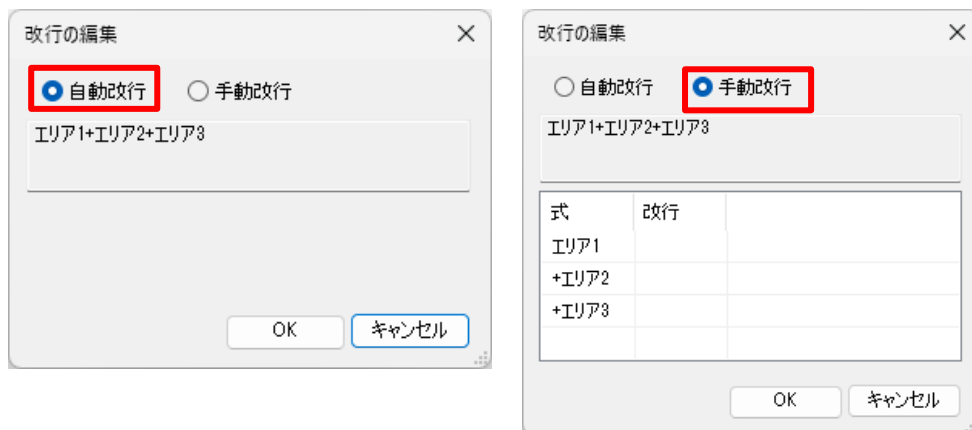 改行の編集
自動改行 手動改行
エリア1+エリア2+エリア3
OK キャンセル
改行の編集
自動改行 手動改行
エリア1+エリア2+エリア3
式 改行
エリア1
+エリア2
+エリア3
OK キャンセル